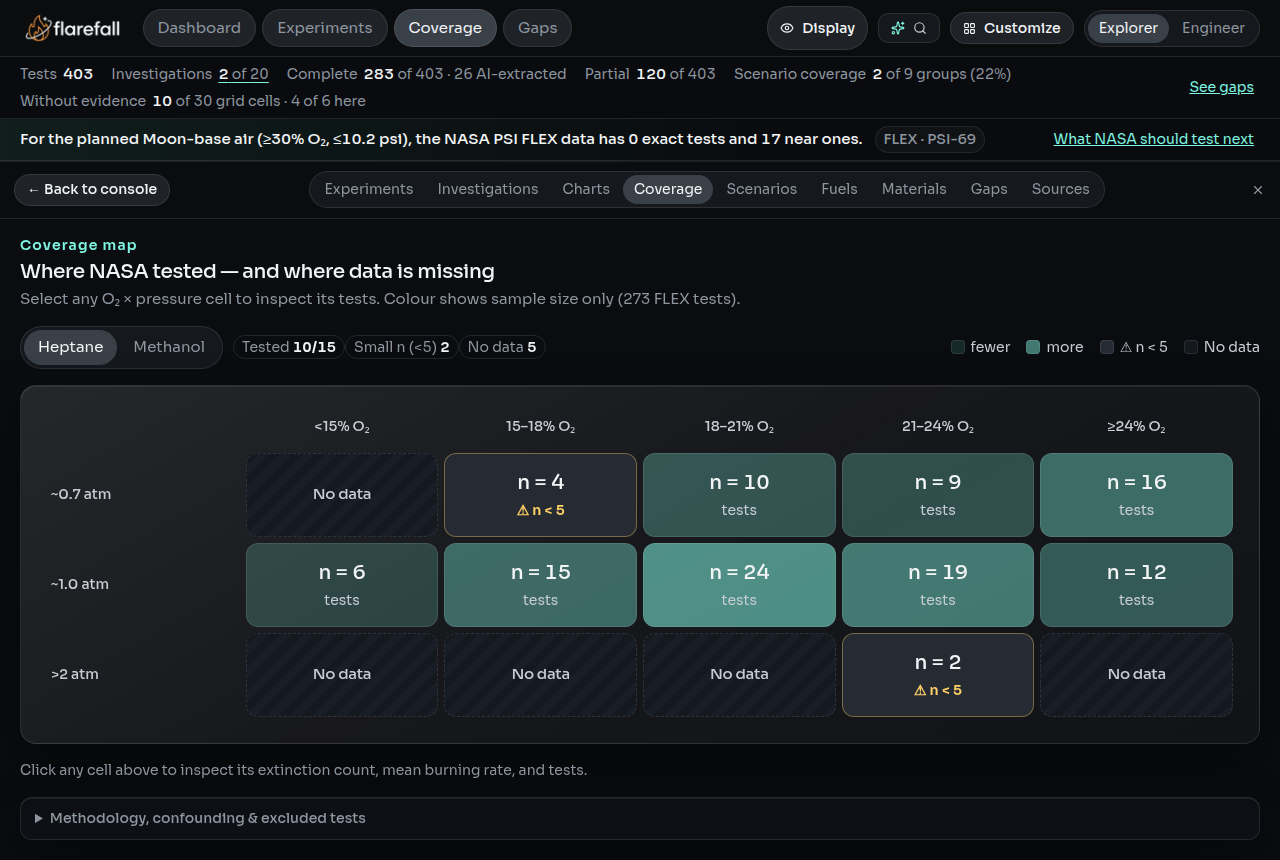 flarefall Dashboard Experiments Coverage Gaps Display Customize Explorer Engineer
Tests 403 Investigations 2 of 20 Complete 283 of 403 · 26 AI-extracted Partial 120 of 403 Scenario coverage 2 of 9 groups (22%)
Without evidence 10 of 30 grid cells · 4 of 6 here
See gaps
For the planned Moon-base air (≥30% O₂, ≤10.2 psi), the NASA PSI FLEX data has 0 exact tests and 17 near ones. FLEX · PSI-69 What NASA should test next
← Back to console Experiments Investigations Charts Coverage Scenarios Fuels Materials Gaps Sources ×
Coverage map
Where NASA tested — and where data is missing
Select any O₂ × pressure cell to inspect its tests. Colour shows sample size only (273 FLEX tests).
Heptane Methanol Tested 10/15 Small n (<5) 2 No data 5 fewer more ⚠ n < 5 No data
<15% O₂ 15–18% O₂ 18–21% O₂ 21–24% O₂ ≥24% O₂
~0.7 atm No data n = 4 ⚠ n < 5 n = 10 tests n = 9 tests n = 16 tests
~1.0 atm n = 6 tests n = 15 tests n = 24 tests n = 19 tests n = 12 tests
>2 atm No data No data No data n = 2 ⚠ n < 5 No data
Click any cell above to inspect its extinction count, mean burning rate, and tests.
▶ Methodology, confounding & excluded tests